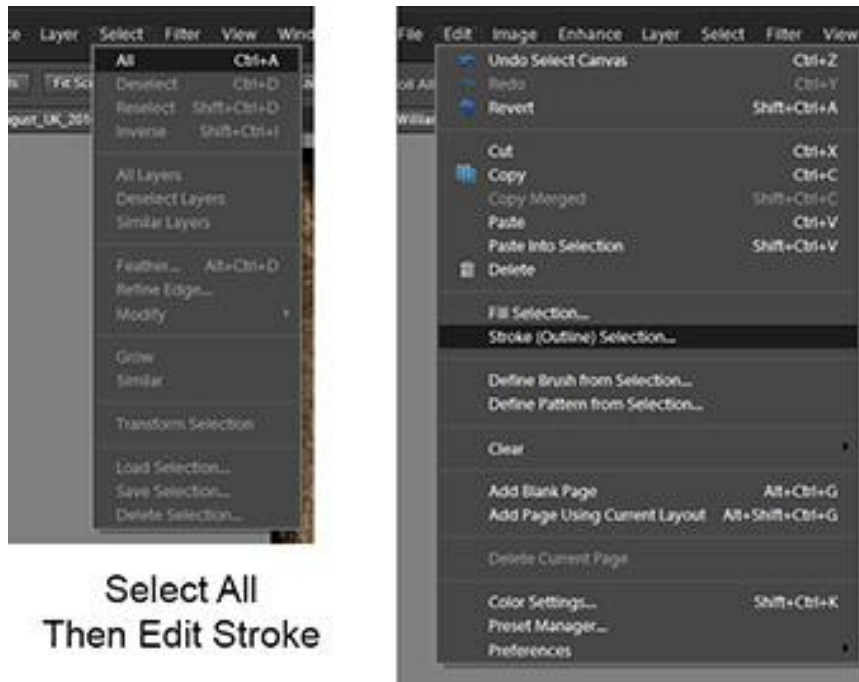 Layer Select Filter View
All Ctrl+A
Deselect Ctrl+D
Reselect Shift+Ctrl+D
Inverse Shift+Ctrl+I
All Layers
Deselect Layers
Similar Layers
Feather... Alt+Ctrl+D
Refine Edge...
Modify
Grow
Similar
Transform Selection
Load Selection...
Save Selection...
Delete Selection...
Select All
Then Edit Stroke
File Edit Image Enhance Layer Select Filter View
Undo Select Canvas Ctrl+Z
Redo Ctrl+Y
Revert Shift+Ctrl+A
Cut Ctrl+X
Copy Ctrl+C
Copy Merged Shift+Ctrl+C
Paste Ctrl+V
Paste Into Selection Shift+Ctrl+V
Delete
Fill Selection...
Stroke (Outline) Selection...
Define Brush from Selection...
Define Pattern from Selection...
Clear
Add Blank Page Alt+Ctrl+G
Add Page Using Current Layout Alt+Shift+Ctrl+G
Delete Current Page
Color Settings... Shift+Ctrl+K
Preset Manager...
Preferences